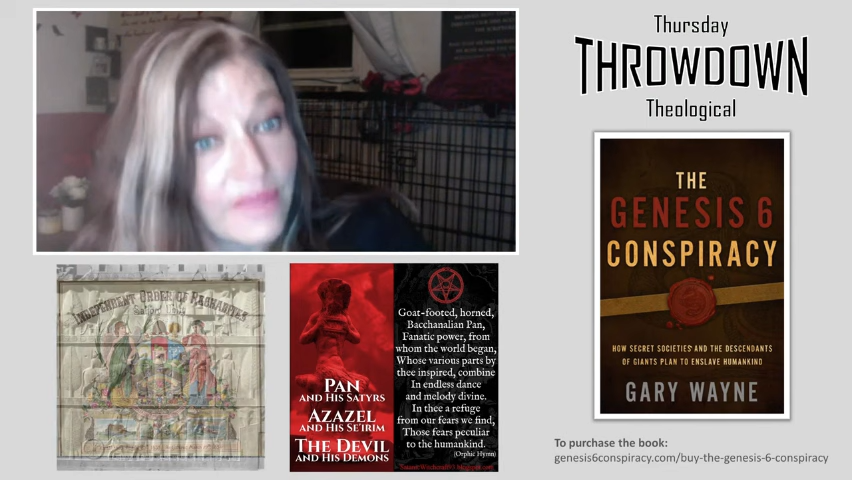 Thursday
THROWDOWN
Theological
THE
GENESIS 6
CONSPIRACY
HOW SECRET SOCIETIES AND THE DESCENDANTS
OF GIANTS PLAN TO ENSLAVE HUMANKIND
GARY WAYNE
To purchase the book:
genesis6conspiracy.com/buy-the-genesis-6-conspiracy
INDEPENDENT ORDER OF RECHABITES
PAN
AND HIS SATYRS
AZAZEL
AND HIS SE'IRIM
THE DEVIL
AND HIS DEMONS
Goat-footed, horned,
Bacchanalian Pan,
Fanatic power, from
whom the world began,
Whose various parts by
thee inspired, combine
In endless dance
and melody divine.
In thee a refuge
from our fears we find,
Those fears peculiar
to the humankind.
(Orphic Hymn)